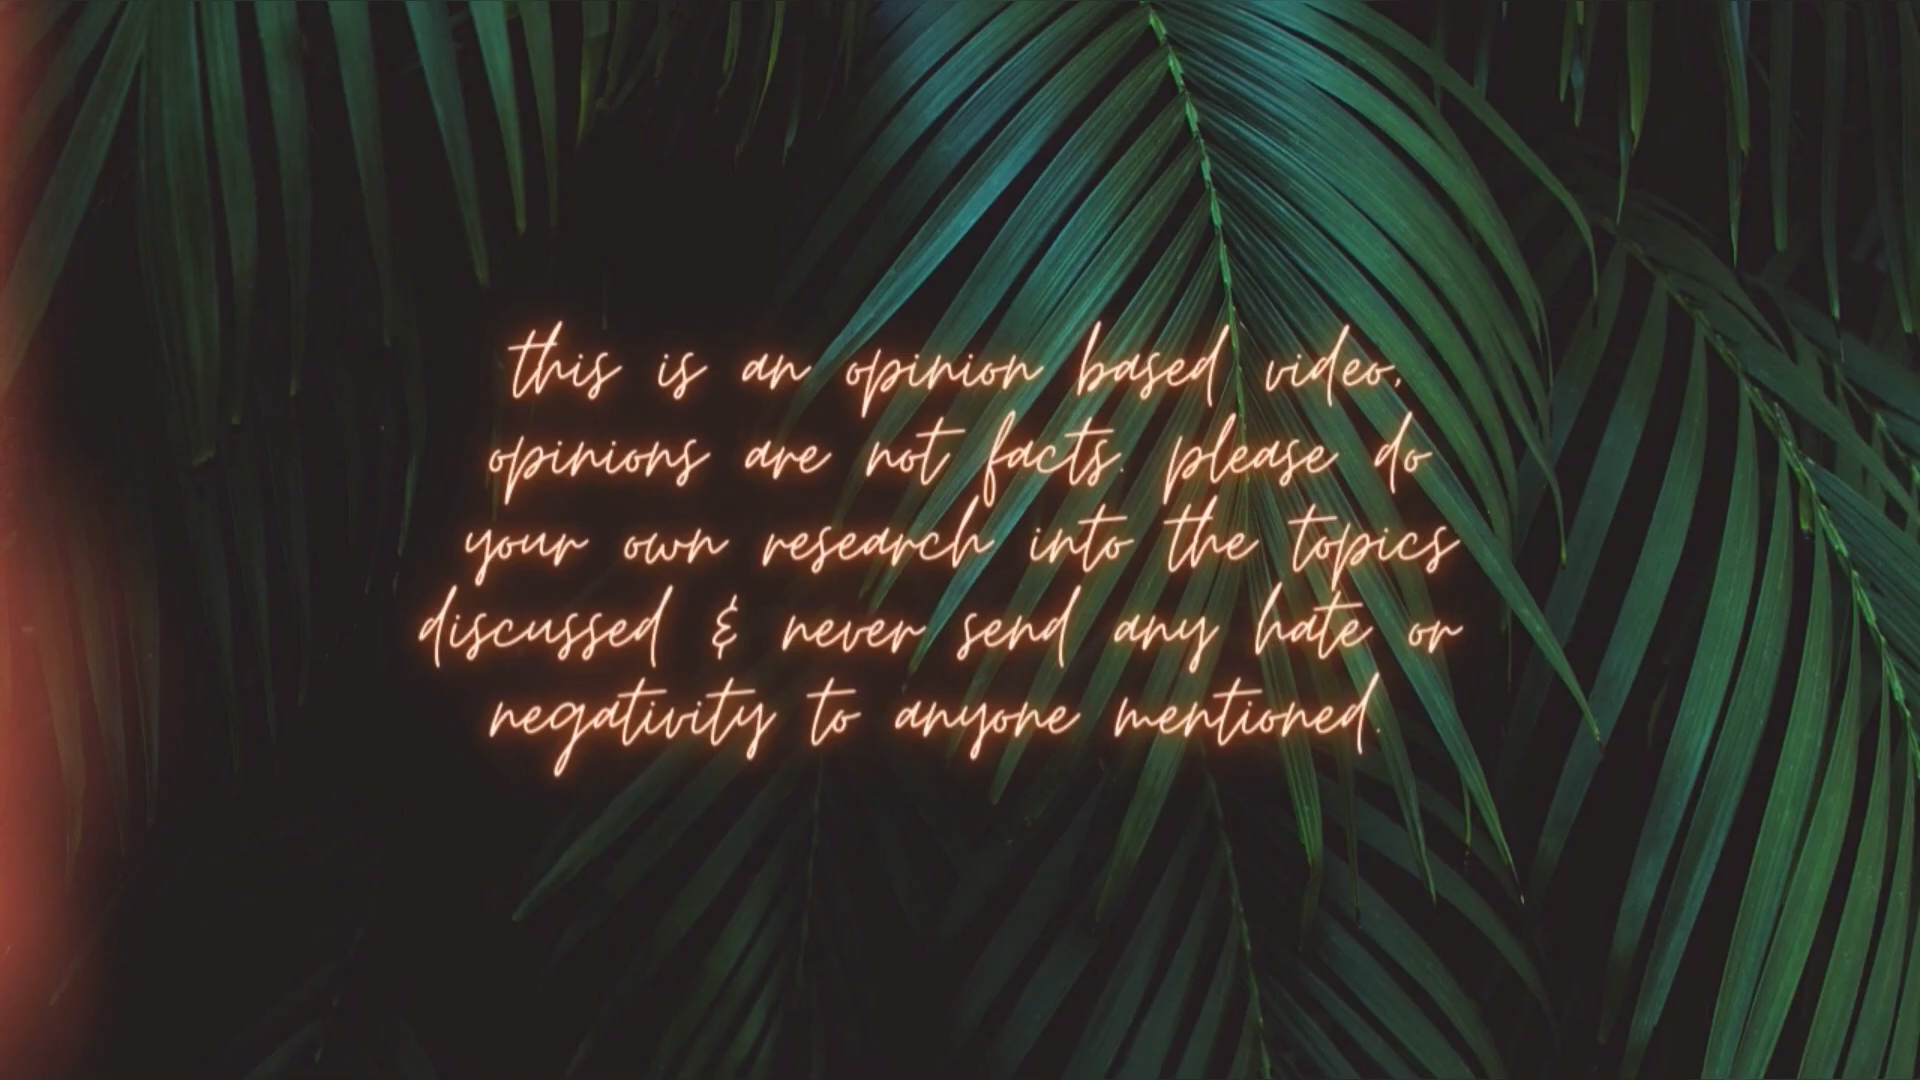 this is an opinion based video,
opinions are not facts. please do
your own research into the topics
discussed & never send any hate or
negativity to anyone mentioned.